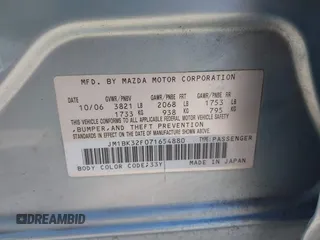 MFD. BY MAZDA MOTOR CORPORATION
GVWR/PNBV GAWR/PNBE FRT GAWR/PNBE RR
10/06 3821 LB 2068 LB 1753 LB
1733 KG 938 KG 795 KG
THIS VEHICLE CONFORMS TO ALL APPLICABLE FEDERAL MOTOR VEHICLE SAFETY
,BUMPER,AND THEFT PREVENTION
STANDARDS IN EFFECT ON THE DATE OF MANUFACTURE SHOWN ABOVE.
JM1BK32F071654880 TYPE:PASSENGER
BODY COLOR CODE:33Y MADE IN JAPAN
DREAMBID